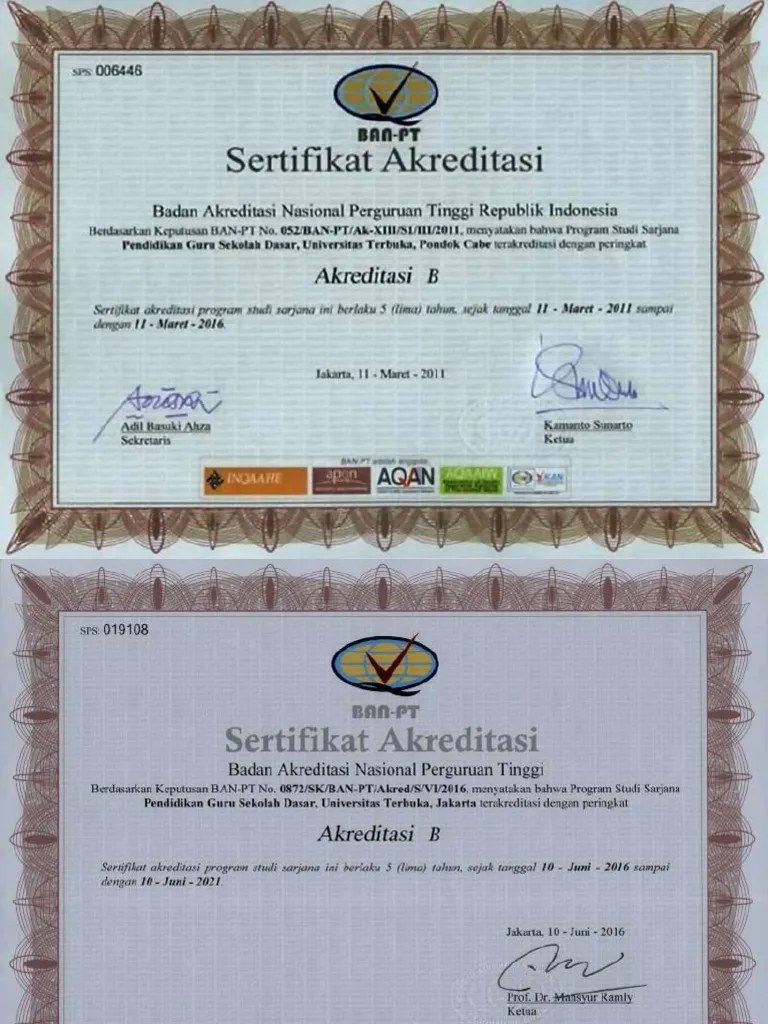 SPS: 006446
BAN-PT
Sertifikat Akreditasi
Badan Akreditasi Nasional Perguruan Tinggi Republik Indonesia
Berdasarkan Keputusan BAN-PT No. 052/BAN-PT/Ak-XIII/S1/III/2011, menyatakan bahwa Program Studi Sarjana
Pendidikan Guru Sekolah Dasar, Universitas Terbuka, Pondok Cabe terakreditasi dengan peringkat
Akreditasi B
Sertifikat akreditasi program studi sarjana ini berlaku 5 (lima) tahun, sejak tanggal 11 - Maret - 2011 sampai
dengan 11 - Maret - 2016.
Jakarta, 11 - Maret - 2011
Adil Basuki Ahza
Sekretaris
Kamanto Sunarto
Ketua
BAN-PT adalah anggota
INQAAHE
apqn
AQAN
SPS: 019108
BAN-PT
Sertifikat Akreditasi
Badan Akreditasi Nasional Perguruan Tinggi
Berdasarkan Keputusan BAN-PT No. 0872/SK/BAN-PT/Akred/S/VI/2016, menyatakan bahwa Program Studi Sarjana
Pendidikan Guru Sekolah Dasar, Universitas Terbuka, Jakarta terakreditasi dengan peringkat
Akreditasi B
Sertifikat akreditasi program studi sarjana ini berlaku 5 (lima) tahun, sejak tanggal 10 - Juni - 2016 sampai
dengan 10 - Juni - 2021.
Jakarta, 10 - Juni - 2016
Prof. Dr. Mansyur Ramly
Ketua